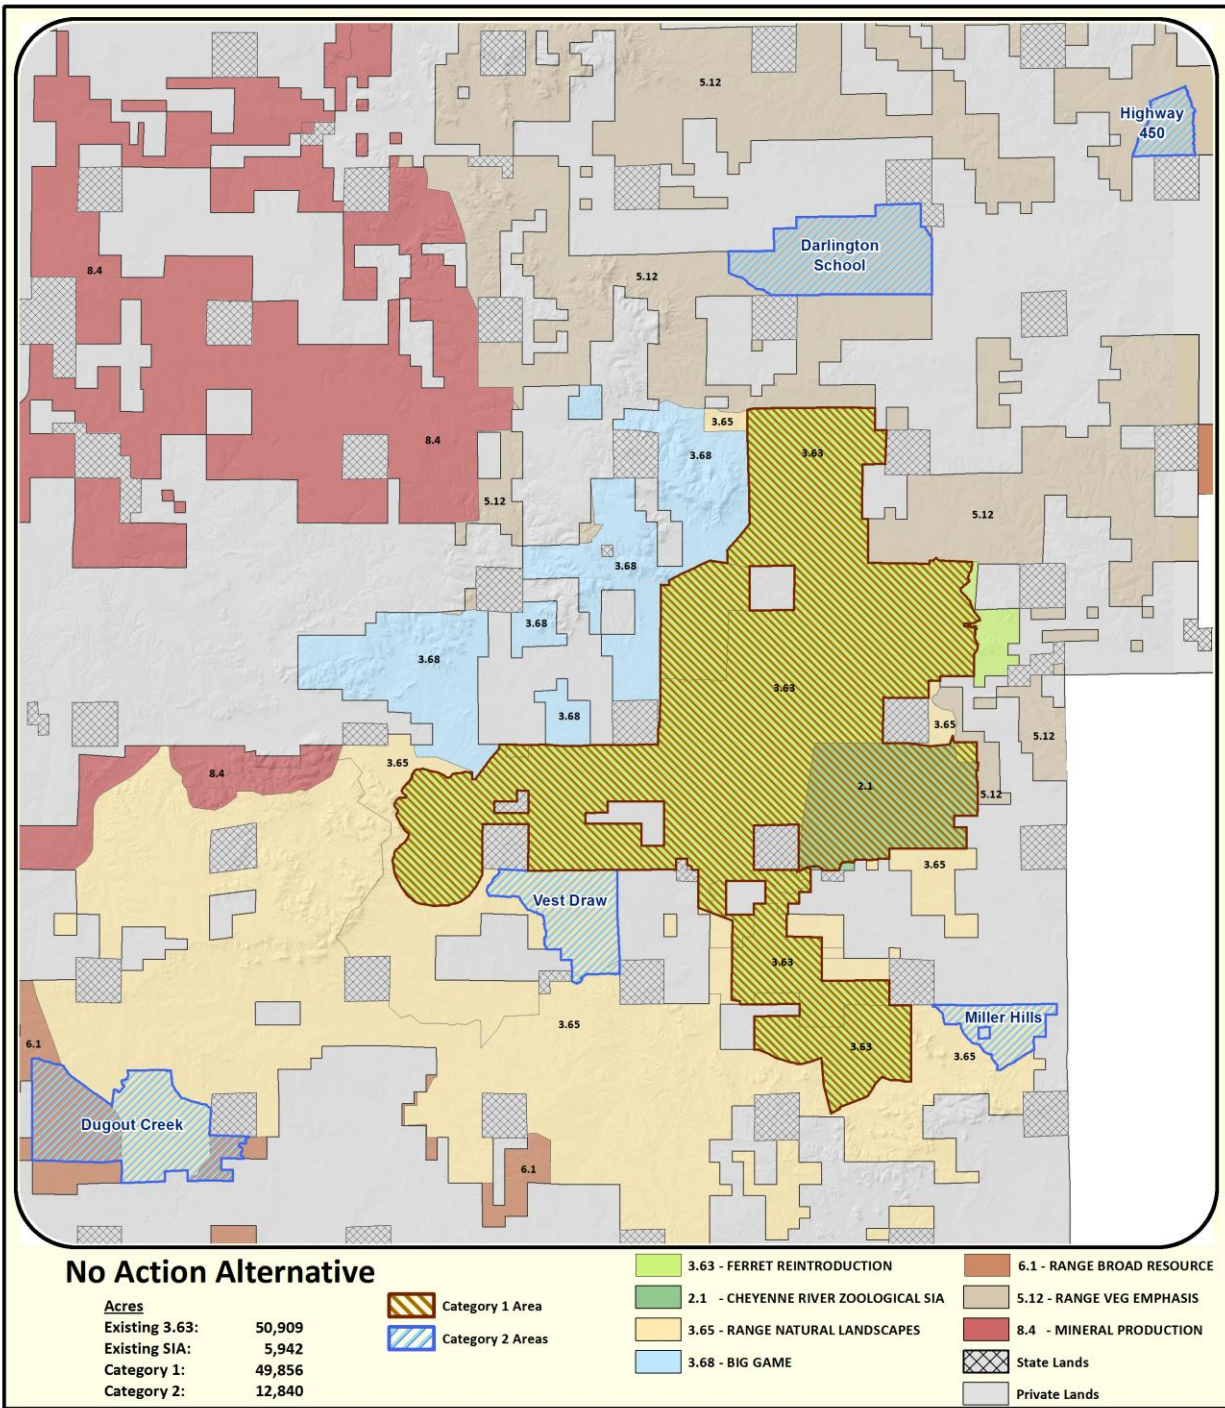 5.12
Highway
450
Darlington
School
8.4
5.12
3.65
8.4
3.68
3.63
5.12
5.12
3.68
3.68
3.68
3.63
3.68
3.65
5.12
3.65
8.4
2.1
5.12
3.65
Vest Draw
3.63
3.65
Miller Hills
6.1
3.63
3.65
Dugout Creek
6.1
No Action Alternative
Acres
Existing 3.63: 50,909
Existing SIA: 5,942
Category 1: 49,856
Category 2: 12,840
Category 1 Area
Category 2 Areas
3.63 - FERRET REINTRODUCTION
2.1 - CHEYENNE RIVER ZOOLOGICAL SIA
3.65 - RANGE NATURAL LANDSCAPES
3.68 - BIG GAME
6.1 - RANGE BROAD RESOURCE
5.12 - RANGE VEG EMPHASIS
8.4 - MINERAL PRODUCTION
State Lands
Private Lands